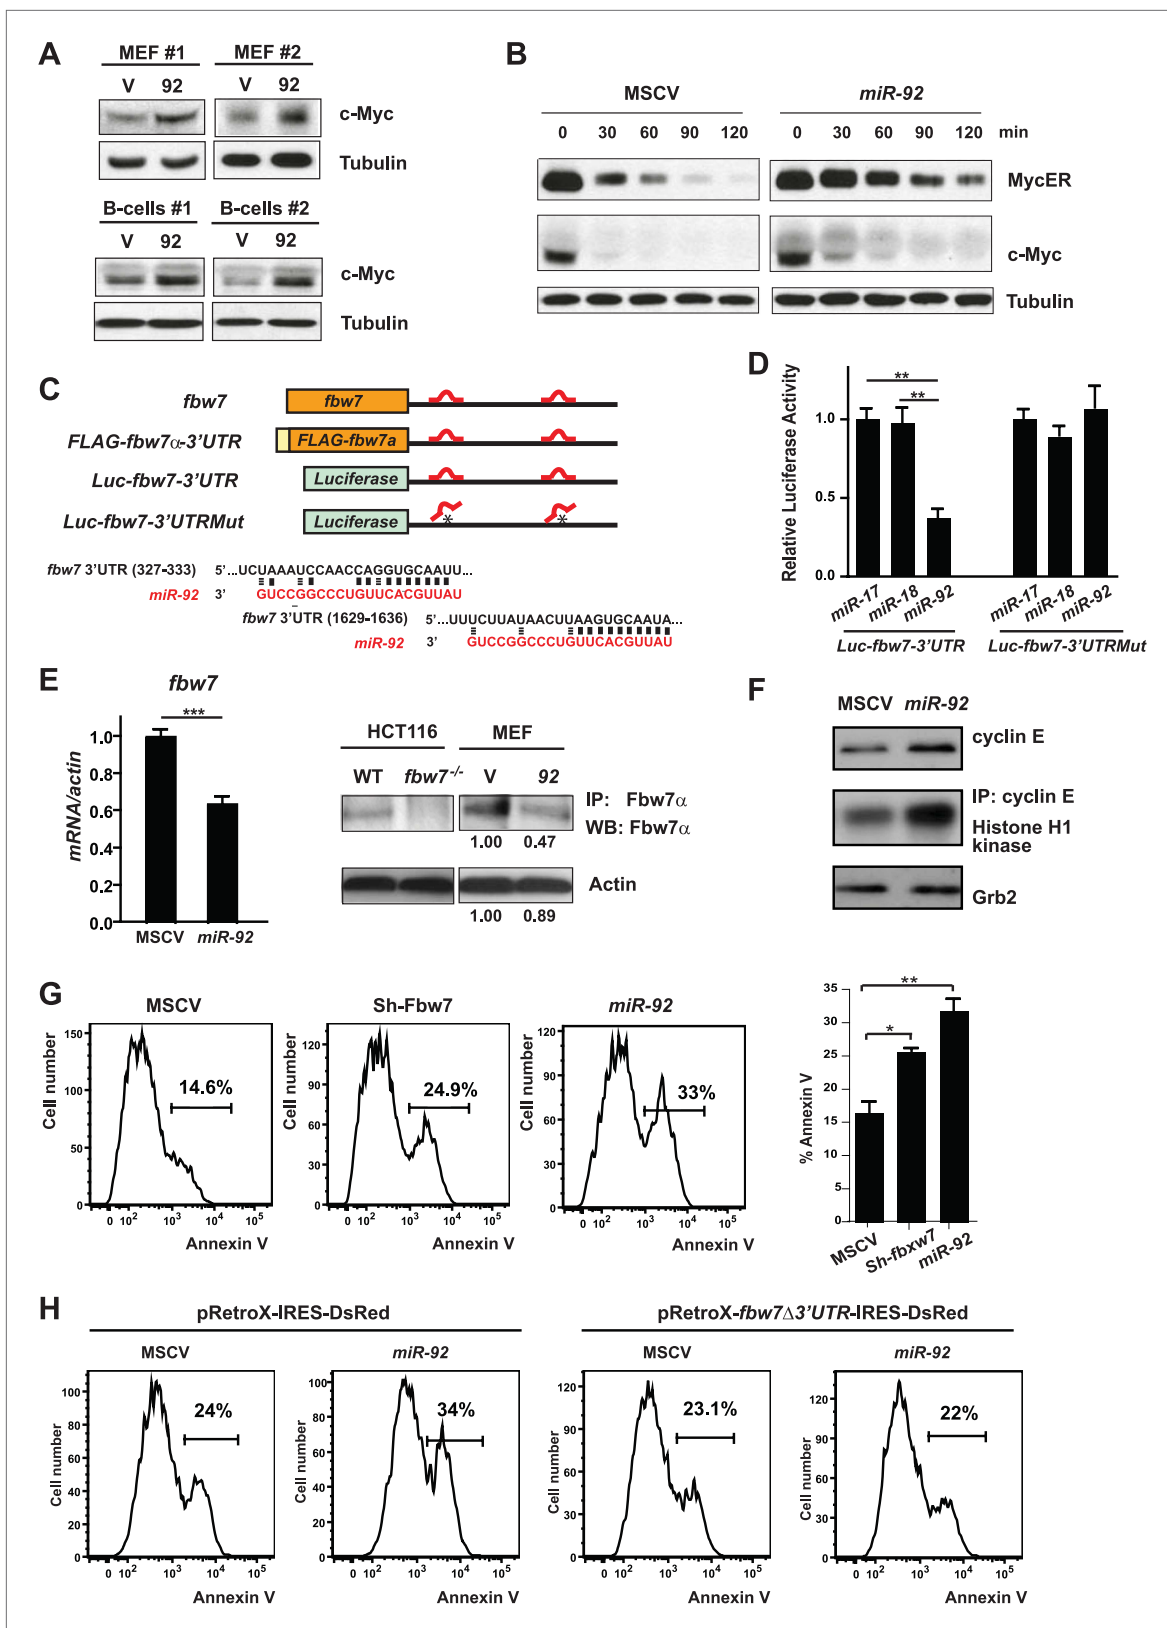 A
MEF #1
MEF #2
V 92
V 92
c-Myc
Tubulin
B-cells #1
B-cells #2
V 92
V 92
c-Myc
Tubulin
B
MSCV
miR-92
0 30 60 90 120
0 30 60 90 120 min
MycER
c-Myc
Tubulin
C
fbw7
fbw7
FLAG-fbw7α-3'UTR
FLAG-fbw7a
Luc-fbw7-3'UTR
Luciferase
Luc-fbw7-3'UTRMut
Luciferase
*
*
fbw7 3'UTR (327-333) 5' ...UCUAAAUCCAACCAGGUGCAAUU...
miR-92 3' GUCCGGCCCUGUUCACGUUAU
fbw7 3'UTR (1629-1636) 5' ...UUUCUUAUAACUUAAGUGCAAUA...
miR-92 3' GUCCGGCCCUGUUCACGUUAU
D
Relative Luciferase Activity
1.0
0.5
0.0
**
**
miR-17
miR-18
miR-92
miR-17
miR-18
miR-92
Luc-fbw7-3'UTR
Luc-fbw7-3'UTRMut
E
fbw7
***
mRNA/actin
1.0
0.8
0.6
0.4
0.2
0.0
MSCV miR-92
HCT116
MEF
WT fbw7-/- V 92
IP: Fbw7α
WB: Fbw7α
1.00 0.47
Actin
1.00 0.89
F
MSCV miR-92
cyclin E
IP: cyclin E
Histone H1
kinase
Grb2
G
MSCV
Cell number
150
100
50
0
14.6%
0 10² 10³ 10⁴ 10⁵
Annexin V
Sh-Fbw7
Cell number
120
90
60
30
0
24.9%
0 10² 10³ 10⁴ 10⁵
Annexin V
miR-92
Cell number
120
90
60
30
0
33%
0 10² 10³ 10⁴ 10⁵
Annexin V
% Annexin V
35
30
25
20
15
10
5
0
**
*
MSCV
Sh-fbxw7
miR-92
H
pRetroX-IRES-DsRed
pRetroX-fbw7Δ3'UTR-IRES-DsRed
MSCV
Cell number
100
80
60
40
20
0
24%
0 10² 10³ 10⁴ 10⁵
Annexin V
miR-92
Cell number
100
80
60
40
20
0
34%
0 10² 10³ 10⁴ 10⁵
Annexin V
MSCV
Cell number
120
90
60
30
0
23.1%
0 10² 10³ 10⁴ 10⁵
Annexin V
miR-92
Cell number
120
90
60
30
0
22%
0 10² 10³ 10⁴ 10⁵
Annexin V